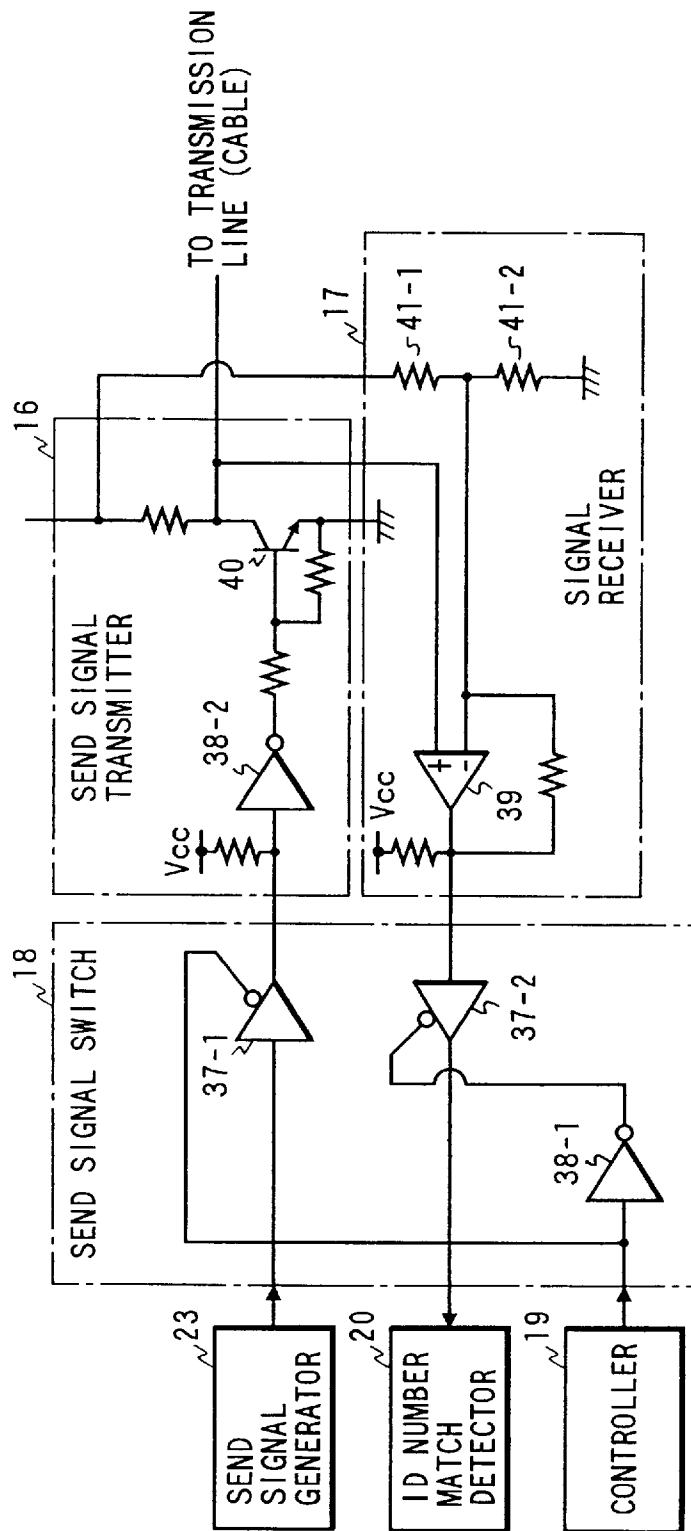 SEND SIGNAL SWITCH
18
23
SEND
SIGNAL
GENERATOR
37-1
20
ID NUMBER
MATCH
DETECTOR
37-2
19
CONTROLLER
38-1
SEND SIGNAL
TRANSMITTER
16
Vcc
38-2
40
TO TRANSMISSION
LINE (CABLE)
17
Vcc
+
-
39
41-1
41-2
SIGNAL
RECEIVER